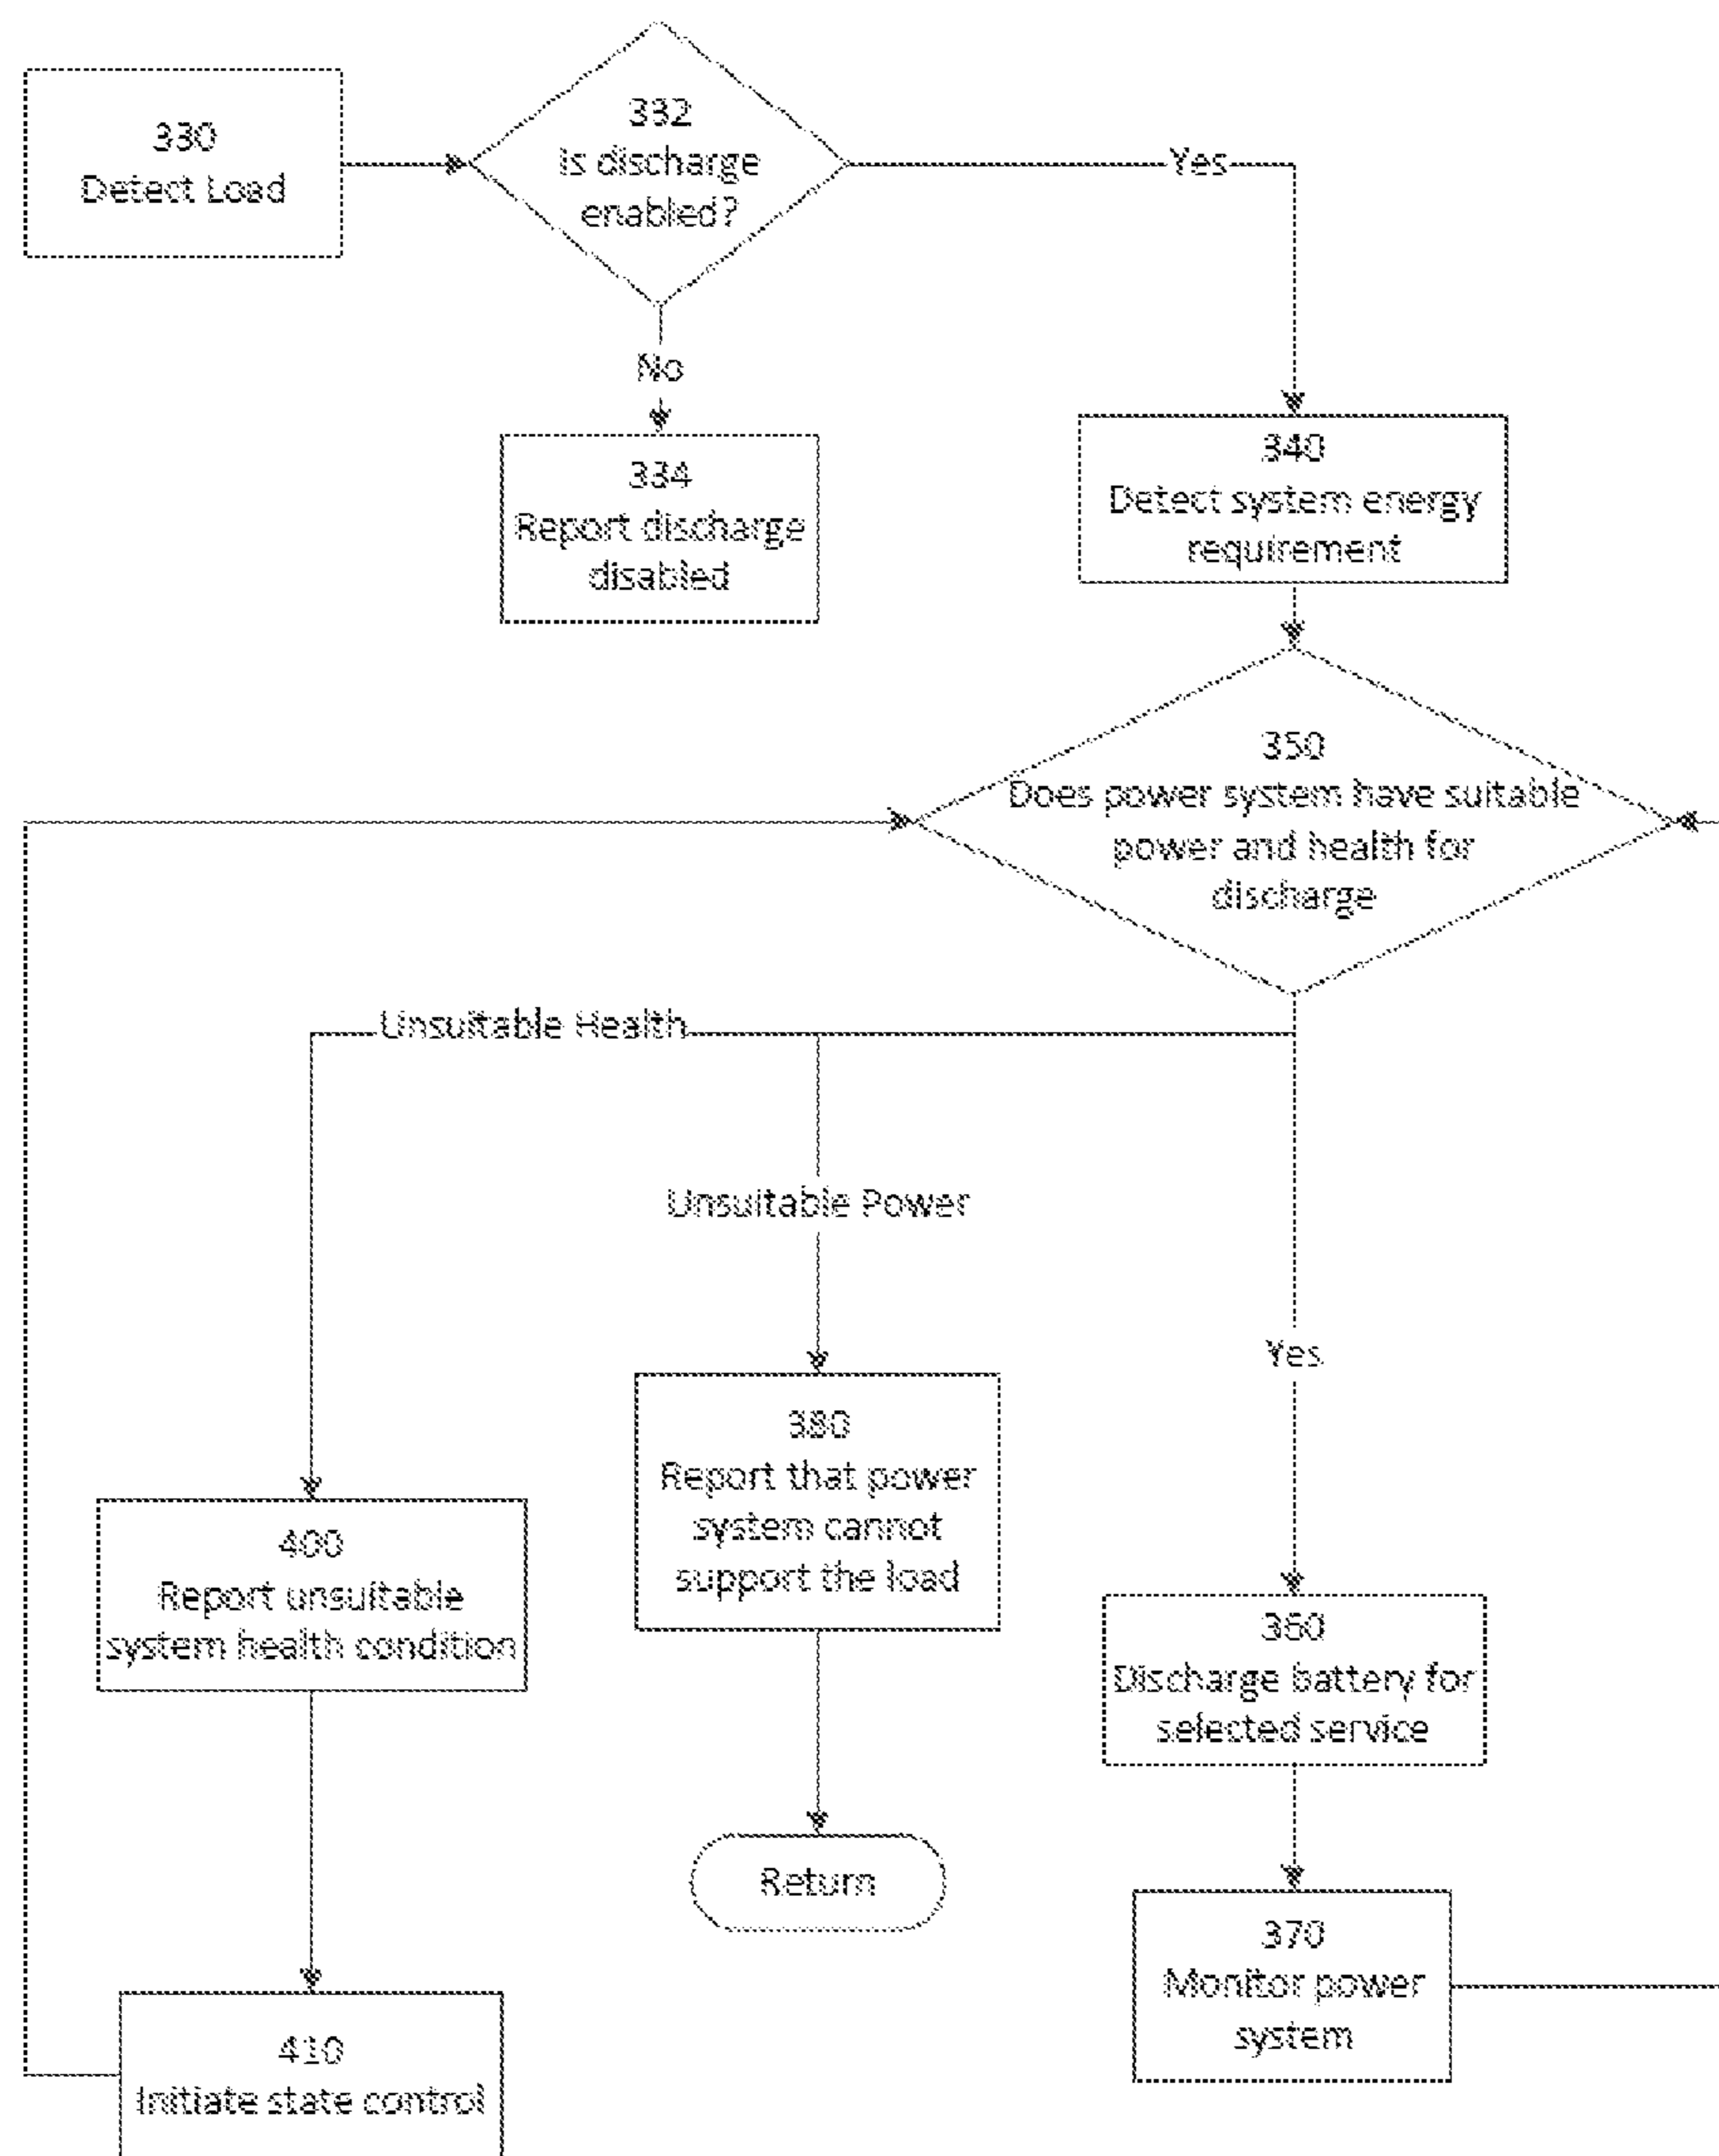 330
Detect Load
332
Is discharge
enabled?
Yes
No
334
Report discharge
disabled
340
Detect system energy
requirement
350
Does power system have suitable
power and health for
discharge
Unsuitable Health
Unsuitable Power
Yes
380
Report that power
system cannot
support the load
400
Report unsuitable
system health condition
360
Discharge battery for
selected service
Return
370
Monitor power
system
410
Initiate state control